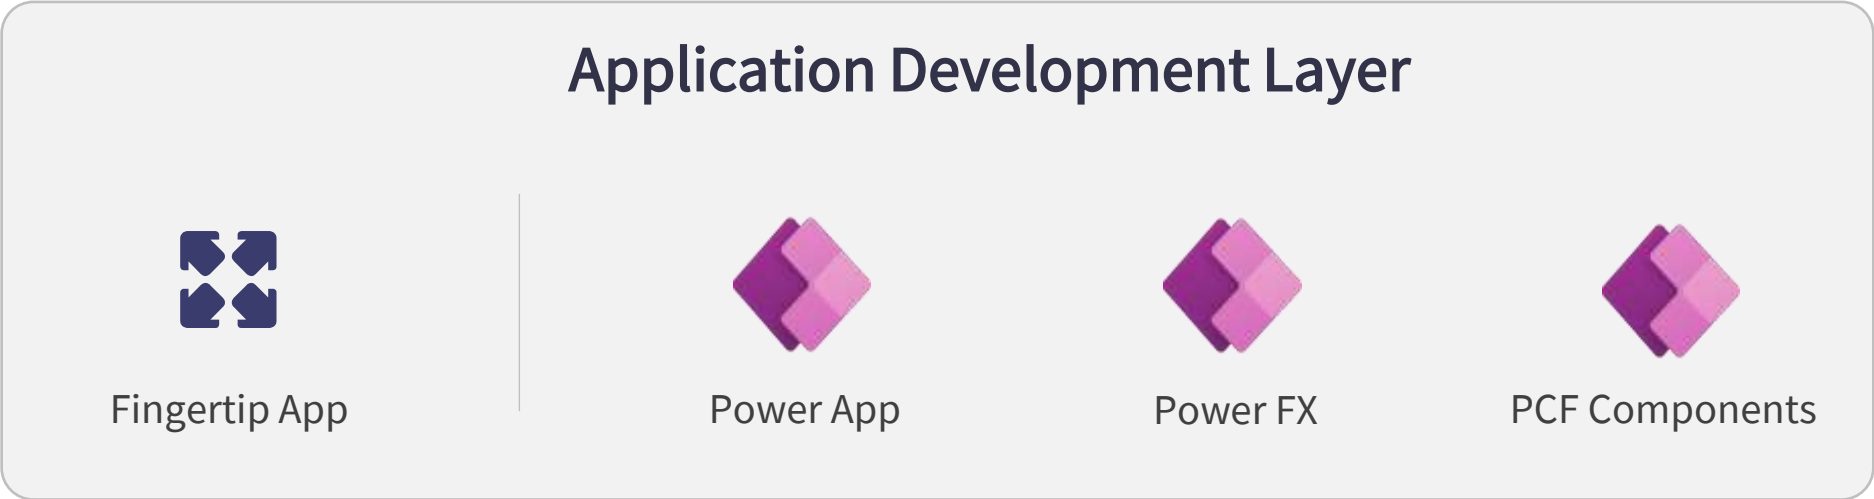 Application Development Layer
Fingertip App
Power App
Power FX
PCF Components